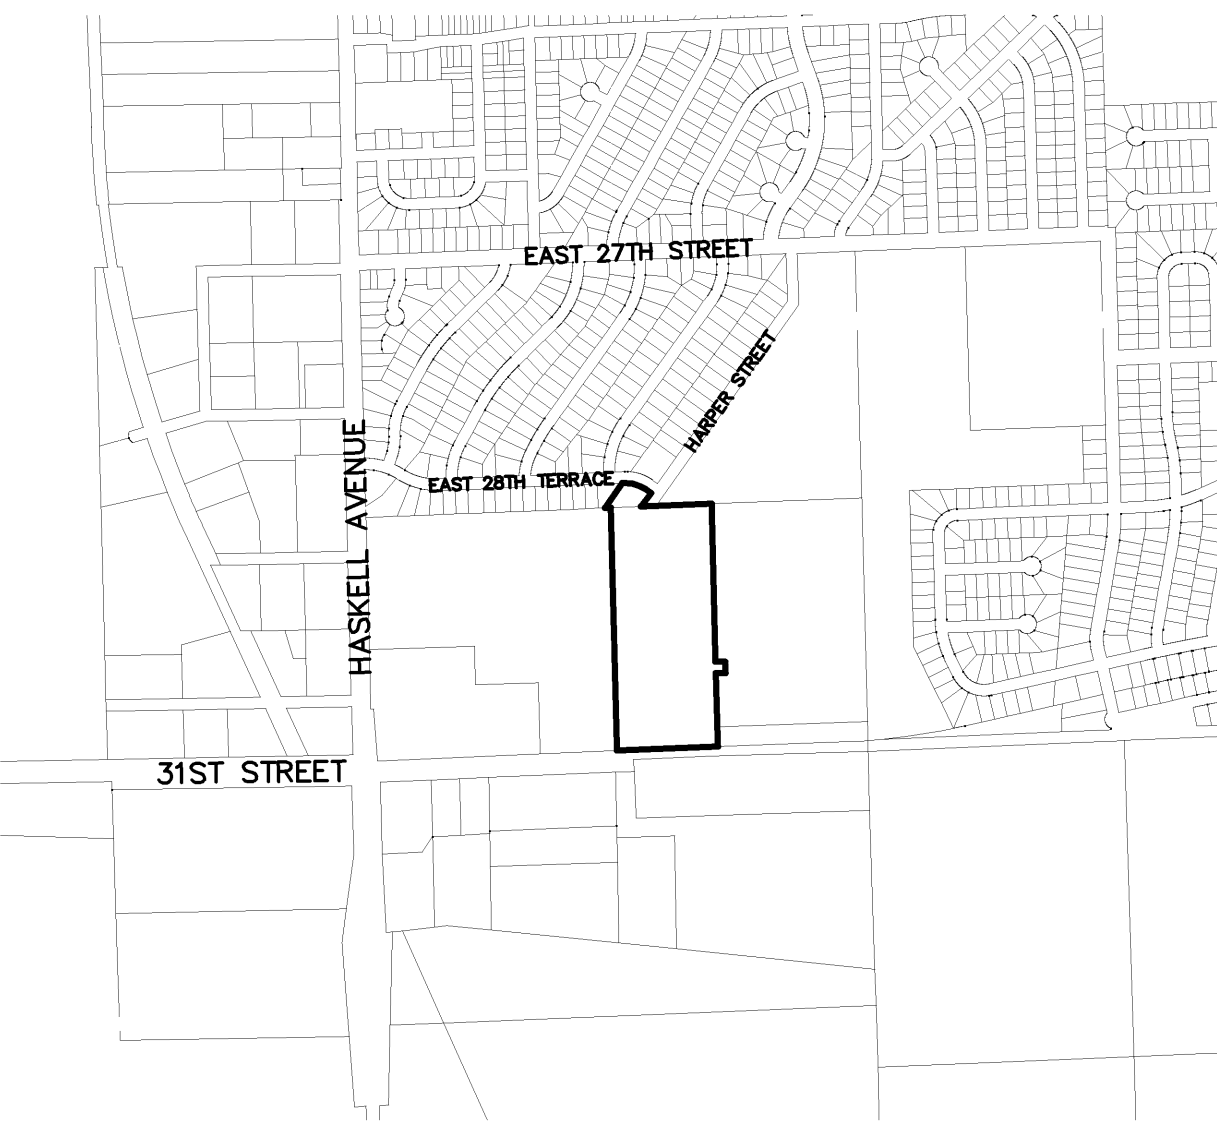 EAST 27TH STREET
HARPER STREET
EAST 28TH TERRACE
HASKELL AVENUE
31ST STREET